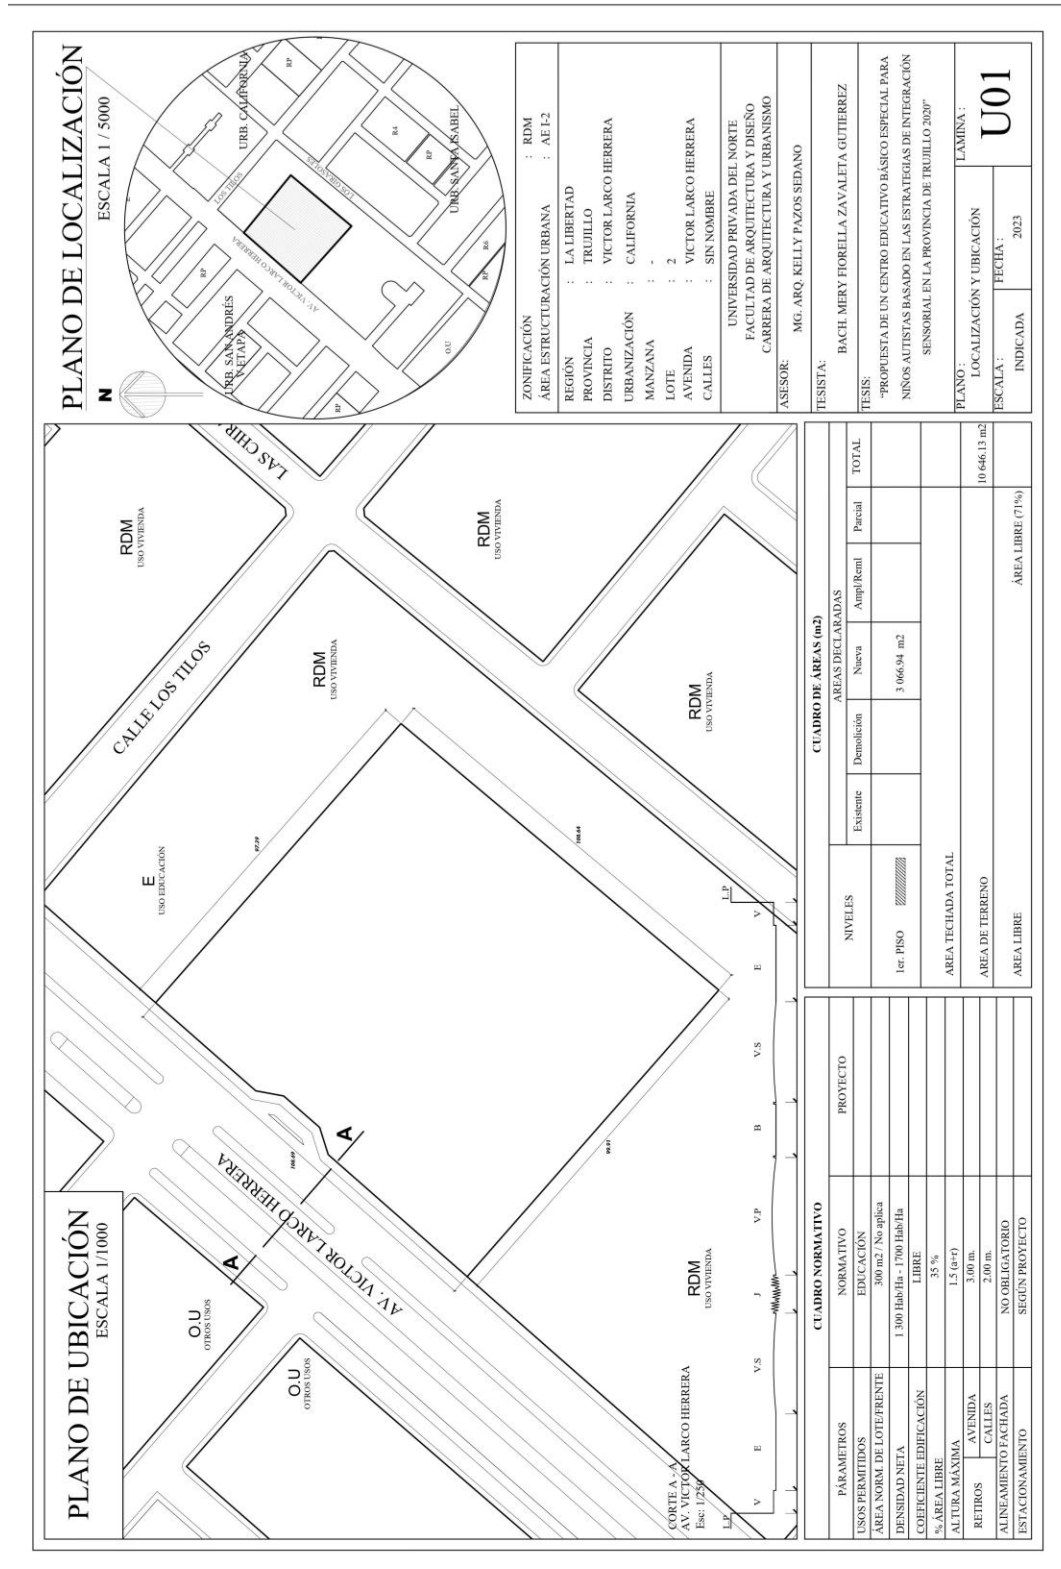 PLANO DE UBICACIÓN
ESCALA 1/1000
O.U
OTROS USOS
O.U
OTROS USOS
AV. VICTOR LARCO HERRERA
A
A
E
USO EDUCACIÓN
CALLE LOS TILOS
RDM
USO VIVIENDA
LAS CHIR
RDM
USO VIVIENDA
RDM
USO VIVIENDA
RDM
USO VIVIENDA
RDM
USO VIVIENDA
97.20
99.91
CORTE A - A
AV. VICTOR LARCO HERRERA
Esc: 1/250
L.P
V E V.S J V.P B V.S E V
L.P
PLANO DE LOCALIZACIÓN
ESCALA 1 / 5000
N
URB. CALIFORNIA
RP
LOS TILOS
R4
RP
URB. SANTA ISABEL
LOS GIRASOLES
AV. VICTOR LARCO HERRERA
RP
URB. SAN ANDRÉS
V ETAPA
RP
R6
RP
O.U
CUADRO NORMATIVO
PÁRAMETROS NORMATIVO PROYECTO
USOS PERMITIDOS EDUCACIÓN
ÁREA NORM. DE LOTE/FRENTE 300 m2 / No aplica
DENSIDAD NETA 1 300 Hab/Ha - 1700 Hab/Ha
COEFICIENTE EDIFICACIÓN LIBRE
% ÁREA LIBRE 35 %
ALTURA MÁXIMA 1.5 (a+r)
RETIROS AVENIDA 3.00 m.
CALLES 2.00 m.
ALINEAMIENTO FACHADA NO OBLIGATORIO
ESTACIONAMIENTO SEGÚN PROYECTO
CUADRO DE ÁREAS (m2)
NIVELES AREAS DECLARADAS
Existente Demolición Nueva Ampl/Reml Parcial TOTAL
1er. PISO 3 066.94 m2
AREA TECHADA TOTAL
AREA DE TERRENO 10 646.13 m2
AREA LIBRE ÁREA LIBRE (71%)
ZONIFICACIÓN : RDM
ÁREA ESTRUCTURACIÓN URBANA : AE I-2
REGIÓN : LA LIBERTAD
PROVINCIA : TRUJILLO
DISTRITO : VICTOR LARCO HERRERA
URBANIZACIÓN : CALIFORNIA
MANZANA : -
LOTE : 2
AVENIDA : VICTOR LARCO HERRERA
CALLES : SIN NOMBRE
UNIVERSIDAD PRIVADA DEL NORTE
FACULTAD DE ARQUITECTURA Y DISEÑO
CARRERA DE ARQUITECTURA Y URBANISMO
ASESOR:
MG. ARQ. KELLY PAZOS SEDANO
TESISTA:
BACH. MERY FIORELLA ZAVALETA GUTIERREZ
TESIS:
"PROPUESTA DE UN CENTRO EDUCATIVO BÁSICO ESPECIAL PARA
NIÑOS AUTISTAS BASADO EN LAS ESTRATEGIAS DE INTEGRACIÓN
SENSORIAL EN LA PROVINCIA DE TRUJILLO 2020"
PLANO :
LOCALIZACIÓN Y UBICACIÓN
LAMINA :
U01
ESCALA :
INDICADA
FECHA :
2023